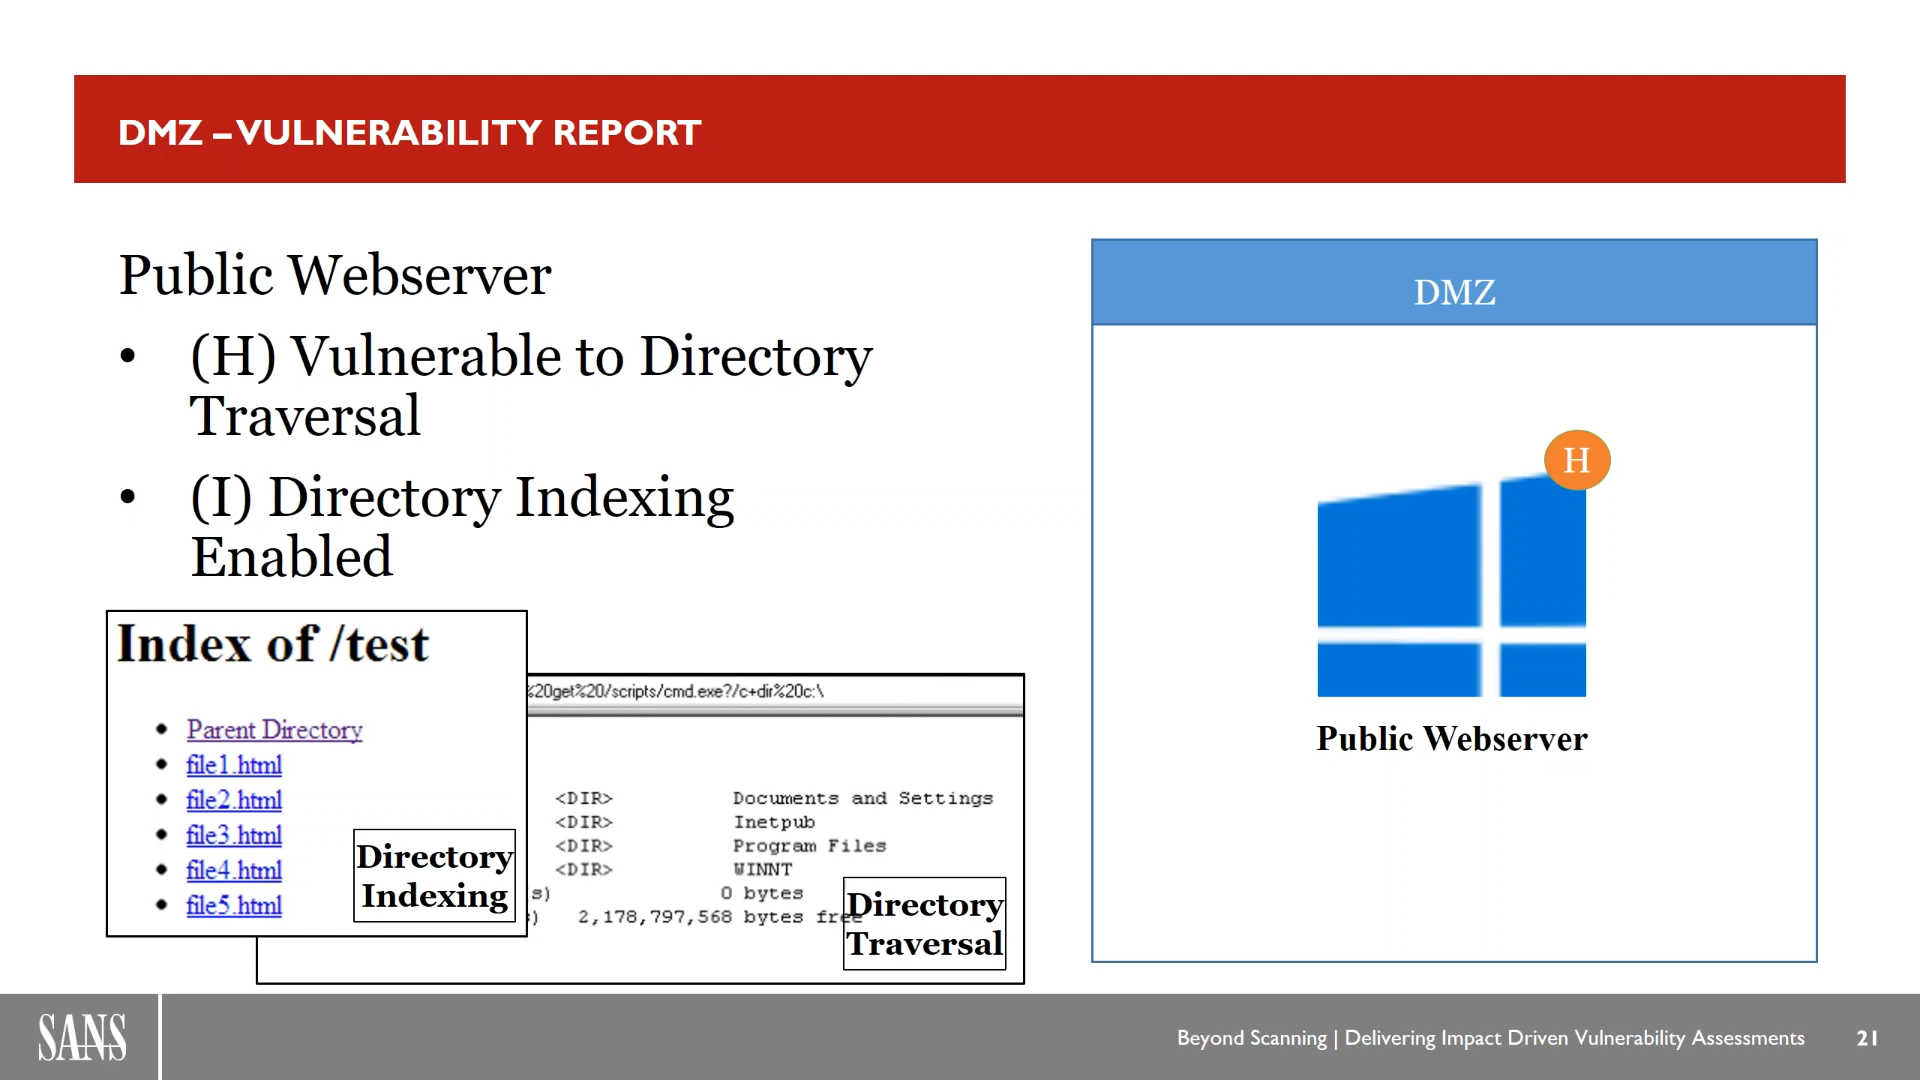 DMZ – VULNERABILITY REPORT
Public Webserver
• (H) Vulnerable to Directory
Traversal
• (I) Directory Indexing
Enabled
Index of /test
• Parent Directory
• file1.html
• file2.html
• file3.html
• file4.html
• file5.html
Directory
Indexing
%20get%20/scripts/cmd.exe?/c+dir%20c:\
<DIR> Documents and Settings
<DIR> Inetpub
<DIR> Program Files
<DIR> WINNT
s) 0 bytes
) 2,178,797,568 bytes free
Directory
Traversal
DMZ
H
Public Webserver
SANS
Beyond Scanning | Delivering Impact Driven Vulnerability Assessments 21